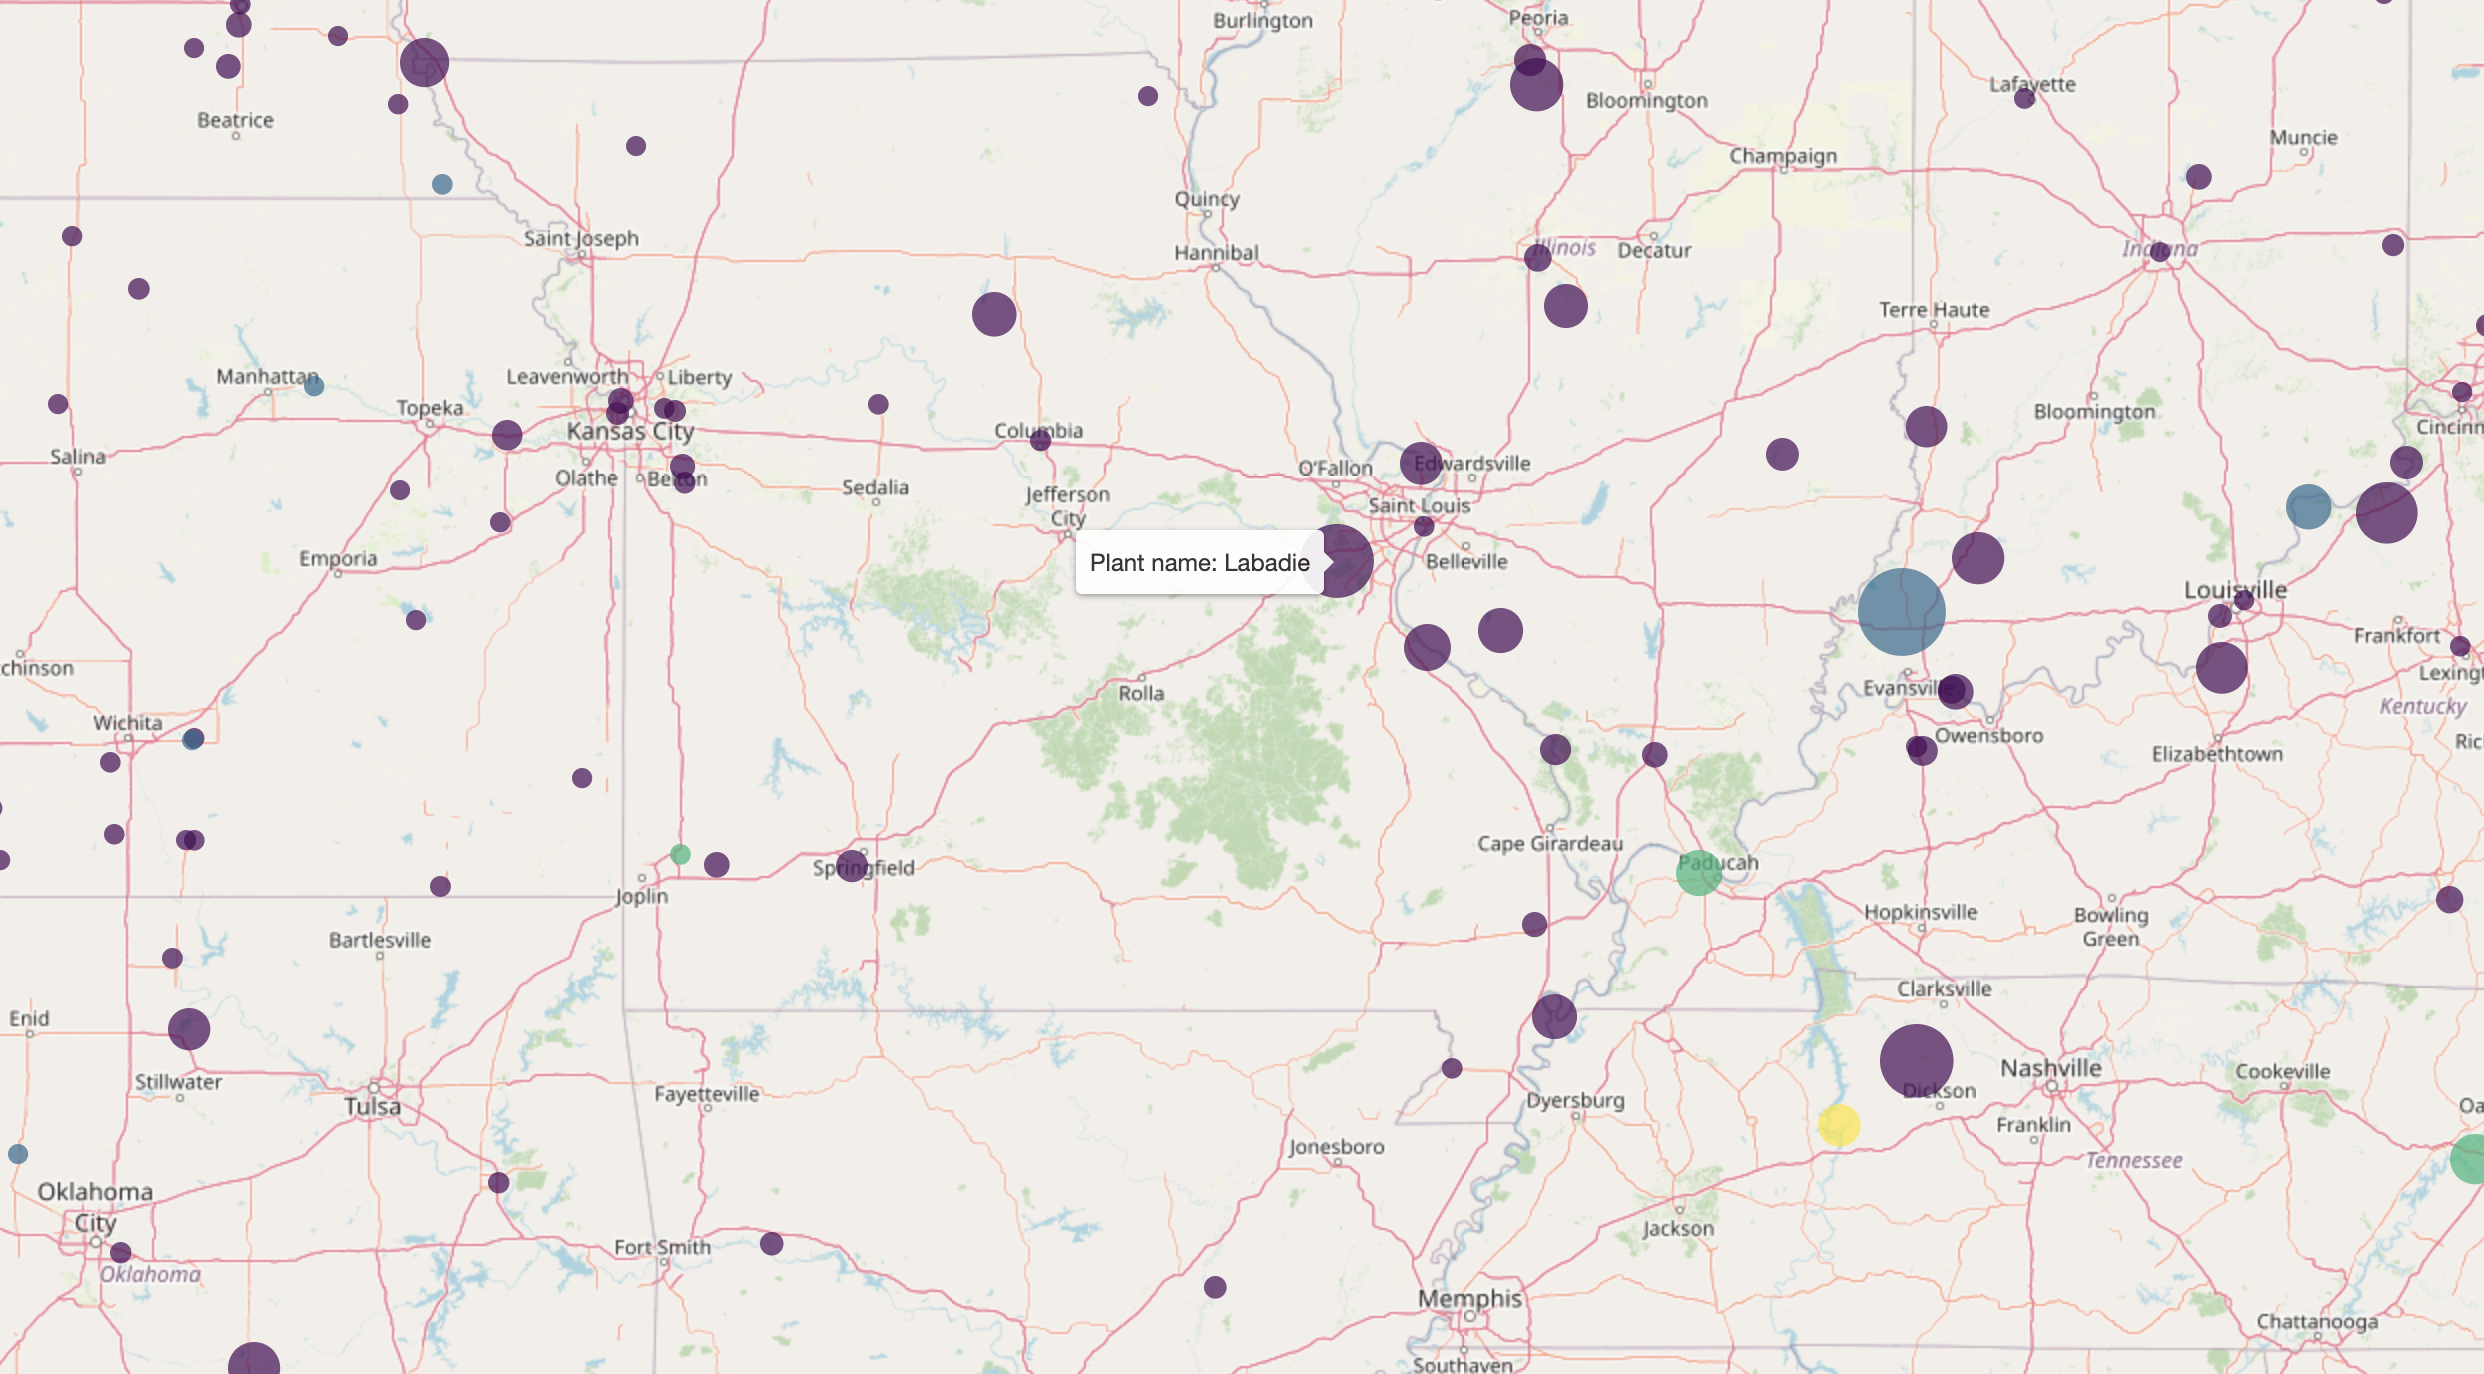 Burlington
Peoria
Lafayette
Bloomington
Beatrice
Muncie
Champaign
Quincy
Saint Joseph
Hannibal
Illinois
Decatur
Indiana
Terre Haute
Manhattan
Leavenworth
Liberty
Topeka
Bloomington
Kansas City
Columbia
Cincinn
Salina
O'Fallon
Edwardsville
Olathe
Belton
Sedalia
Jefferson
City
Saint Louis
Emporia
Plant name: Labadie
Belleville
Louisville
Frankfort
chinson
Rolla
Evansville
Lexingt
Kentucky
Wichita
Owensboro
Elizabethtown
Ric
Cape Girardeau
Springfield
Paducah
Joplin
Hopkinsville
Bowling
Green
Bartlesville
Clarksville
Enid
Stillwater
Nashville
Cookeville
Fayetteville
Dickson
Tulsa
Dyersburg
Oa
Franklin
Jonesboro
Tennessee
Oklahoma
City
Jackson
Fort Smith
Oklahoma
Memphis
Chattanooga
Southaven